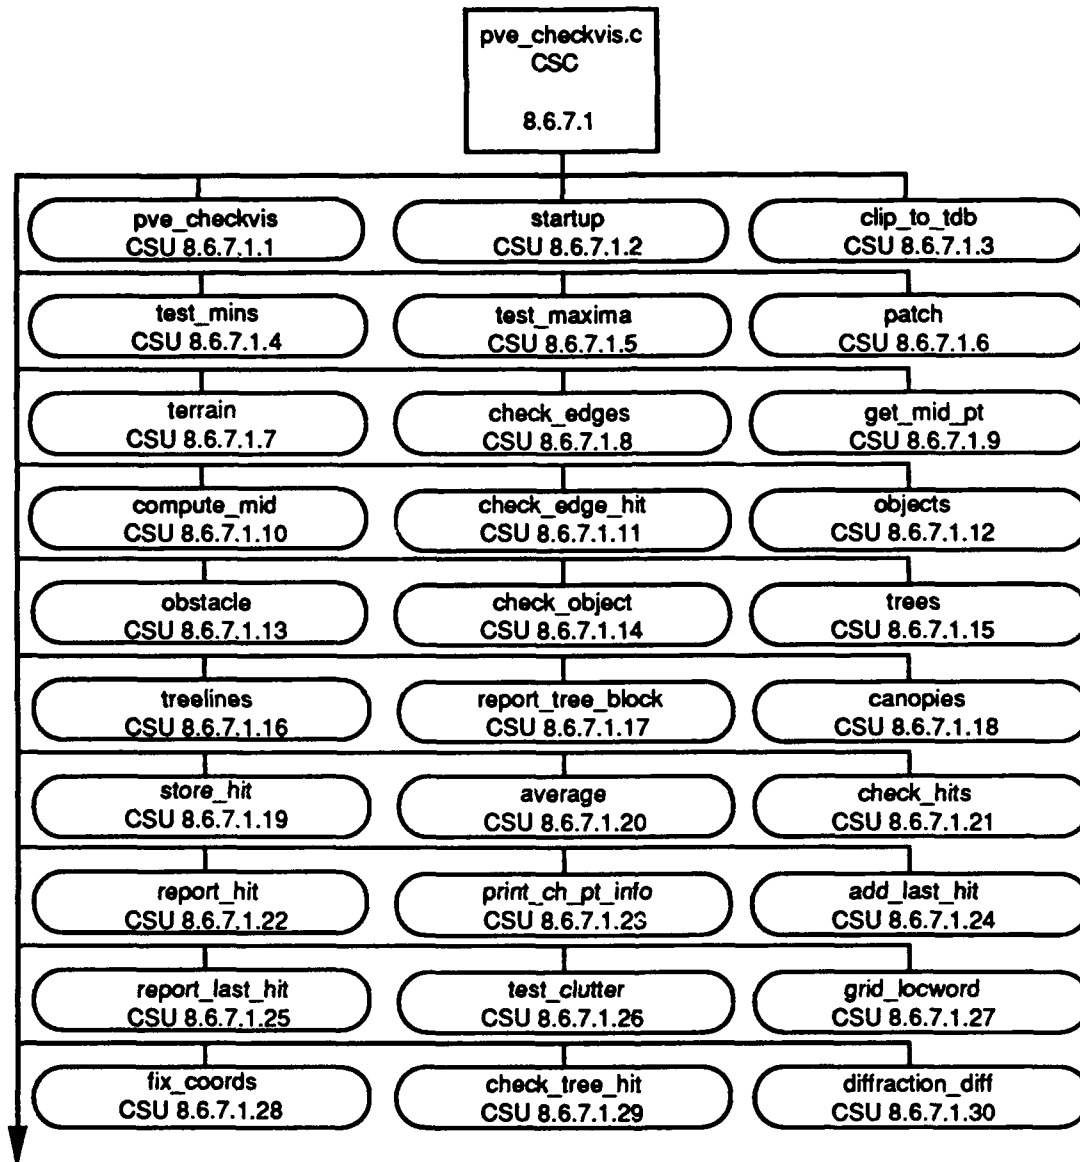 pve_checkvis.c
CSC
8.6.7.1
pve_checkvis
CSU 8.6.7.1.1
startup
CSU 8.6.7.1.2
clip_to_tdb
CSU 8.6.7.1.3
test_mins
CSU 8.6.7.1.4
test_maxima
CSU 8.6.7.1.5
patch
CSU 8.6.7.1.6
terrain
CSU 8.6.7.1.7
check_edges
CSU 8.6.7.1.8
get_mid_pt
CSU 8.6.7.1.9
compute_mid
CSU 8.6.7.1.10
check_edge_hit
CSU 8.6.7.1.11
objects
CSU 8.6.7.1.12
obstacle
CSU 8.6.7.1.13
check_object
CSU 8.6.7.1.14
trees
CSU 8.6.7.1.15
treelines
CSU 8.6.7.1.16
report_tree_block
CSU 8.6.7.1.17
canopies
CSU 8.6.7.1.18
store_hit
CSU 8.6.7.1.19
average
CSU 8.6.7.1.20
check_hits
CSU 8.6.7.1.21
report_hit
CSU 8.6.7.1.22
print_ch_pt_info
CSU 8.6.7.1.23
add_last_hit
CSU 8.6.7.1.24
report_last_hit
CSU 8.6.7.1.25
test_clutter
CSU 8.6.7.1.26
grid_locword
CSU 8.6.7.1.27
fix_coords
CSU 8.6.7.1.28
check_tree_hit
CSU 8.6.7.1.29
diffraction_diff
CSU 8.6.7.1.30